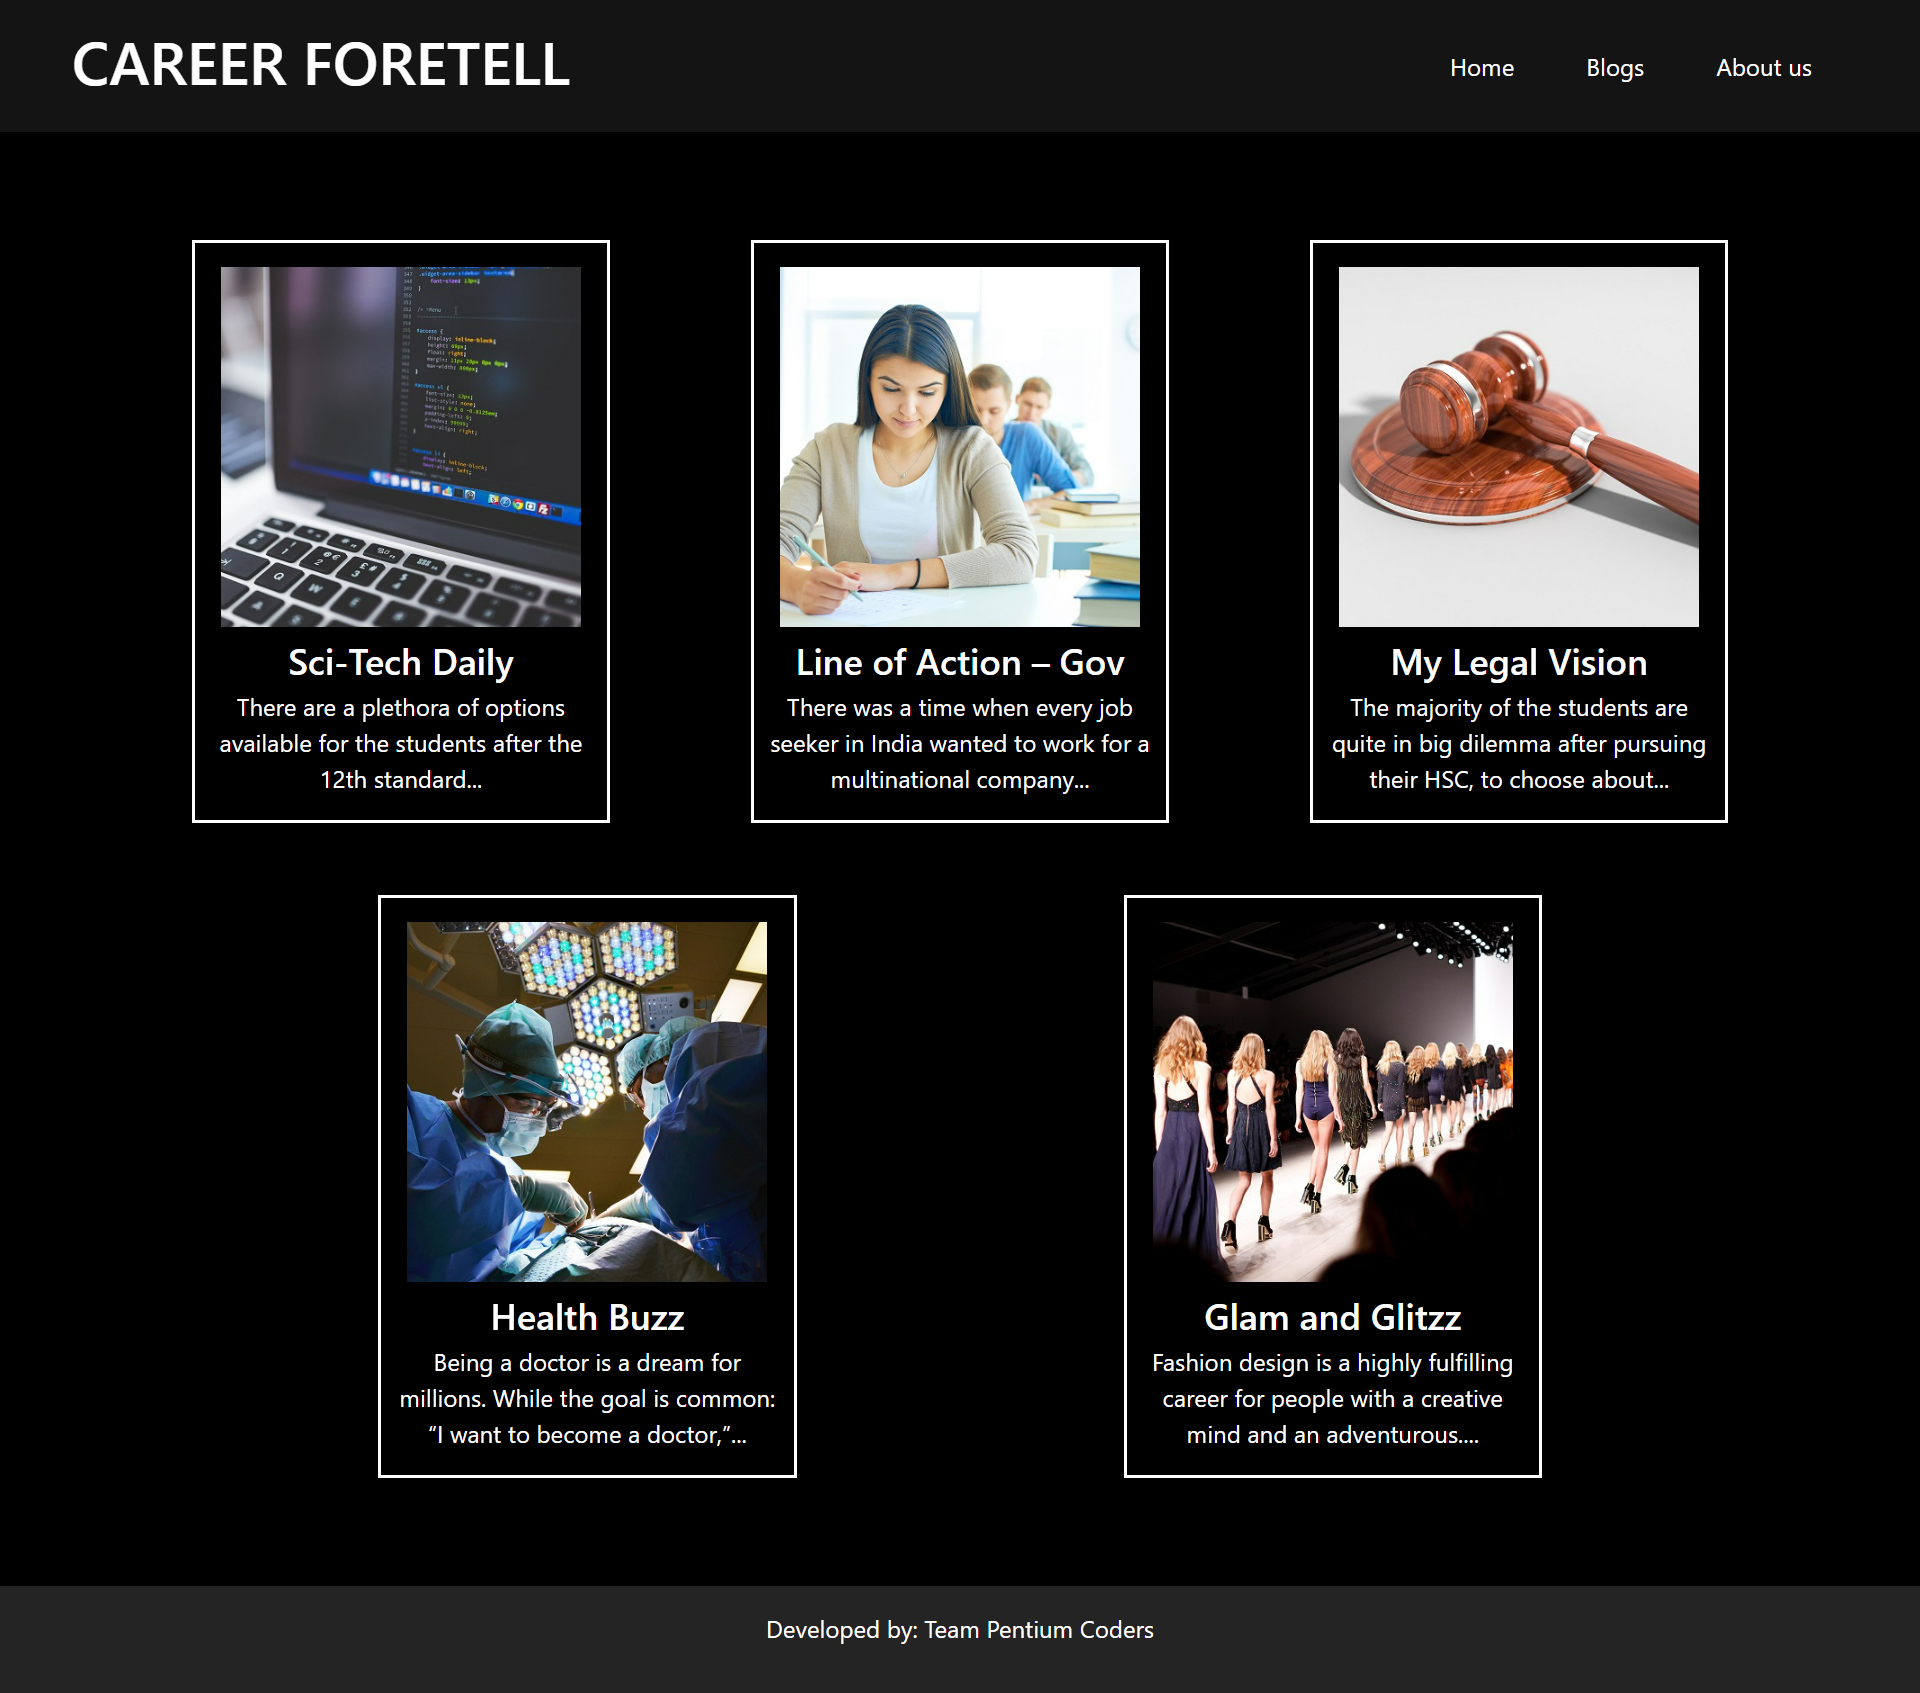 CAREER FORETELL
Home
Blogs
About us
Sci-Tech Daily
There are a plethora of options
available for the students after the
12th standard...
Line of Action – Gov
There was a time when every job
seeker in India wanted to work for a
multinational company...
My Legal Vision
The majority of the students are
quite in big dilemma after pursuing
their HSC, to choose about...
Health Buzz
Being a doctor is a dream for
millions. While the goal is common:
“I want to become a doctor,”...
Glam and Glitzz
Fashion design is a highly fulfilling
career for people with a creative
mind and an adventurous....
Developed by: Team Pentium Coders